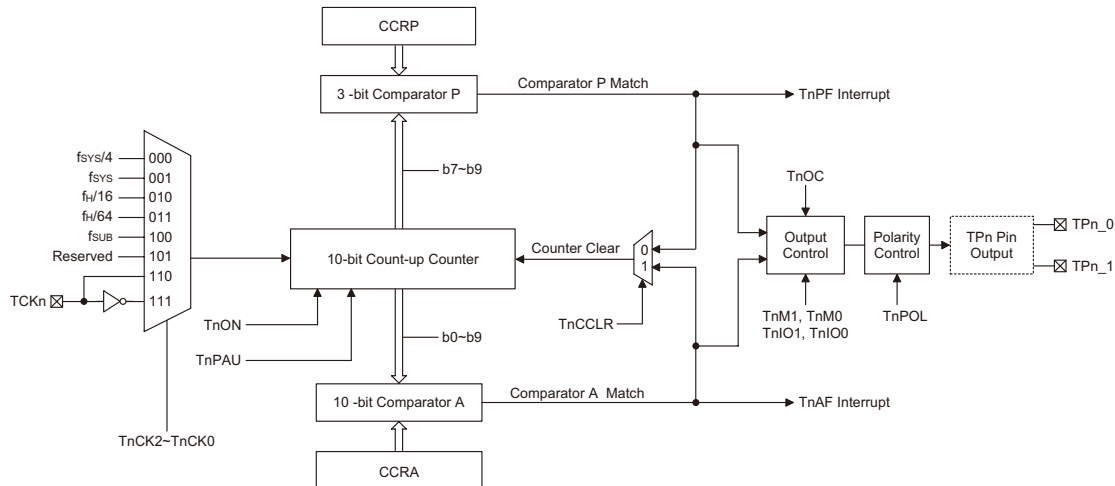 CCRP
3 -bit Comparator P
Comparator P Match
TnPF Interrupt
b7~b9
fSYS/4
000
fSYS
001
fH/16
010
fH/64
011
fSUB
100
Reserved
101
110
TCKn
111
TnCK2~TnCK0
10-bit Count-up Counter
TnON
TnPAU
Counter Clear
0
1
TnCCLR
TnOC
Output
Control
TnM1, TnM0
TnIO1, TnIO0
Polarity
Control
TnPOL
TPn Pin
Output
TPn_0
TPn_1
b0~b9
10 -bit Comparator A
Comparator A Match
TnAF Interrupt
CCRA